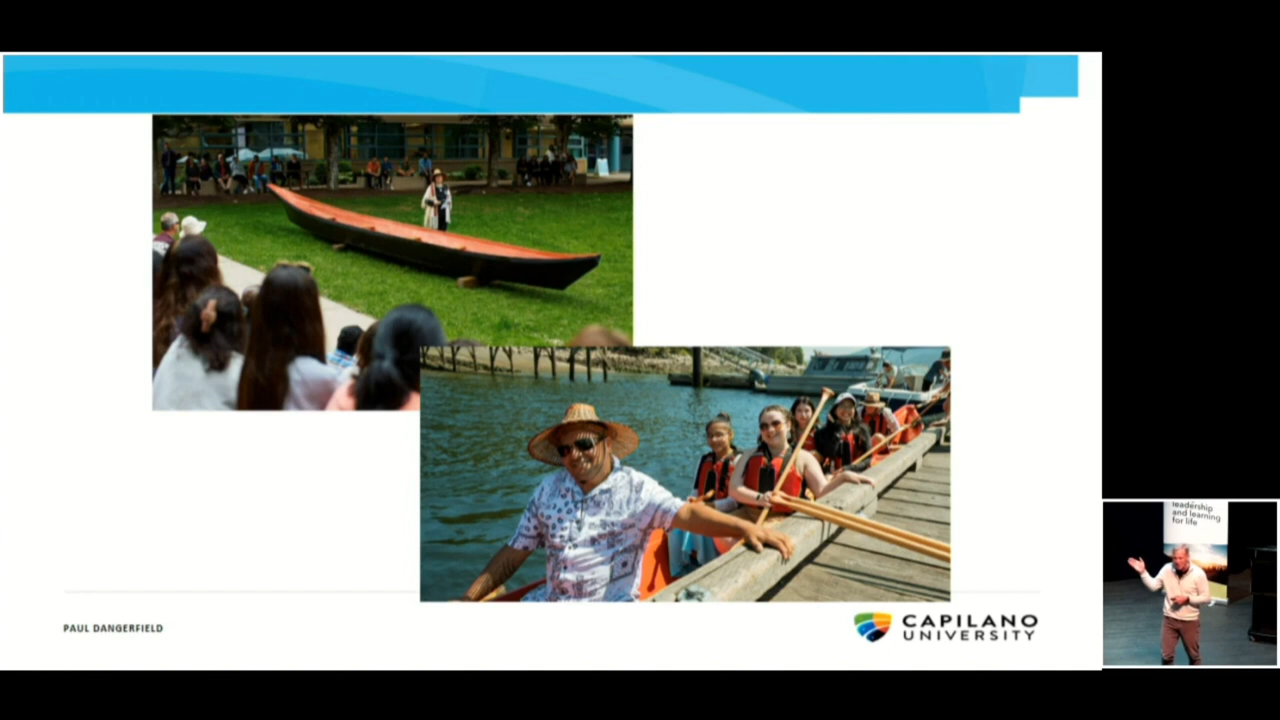 leadership
and learning
for life
PAUL DANGERFIELD
CAPILANO
UNIVERSITY